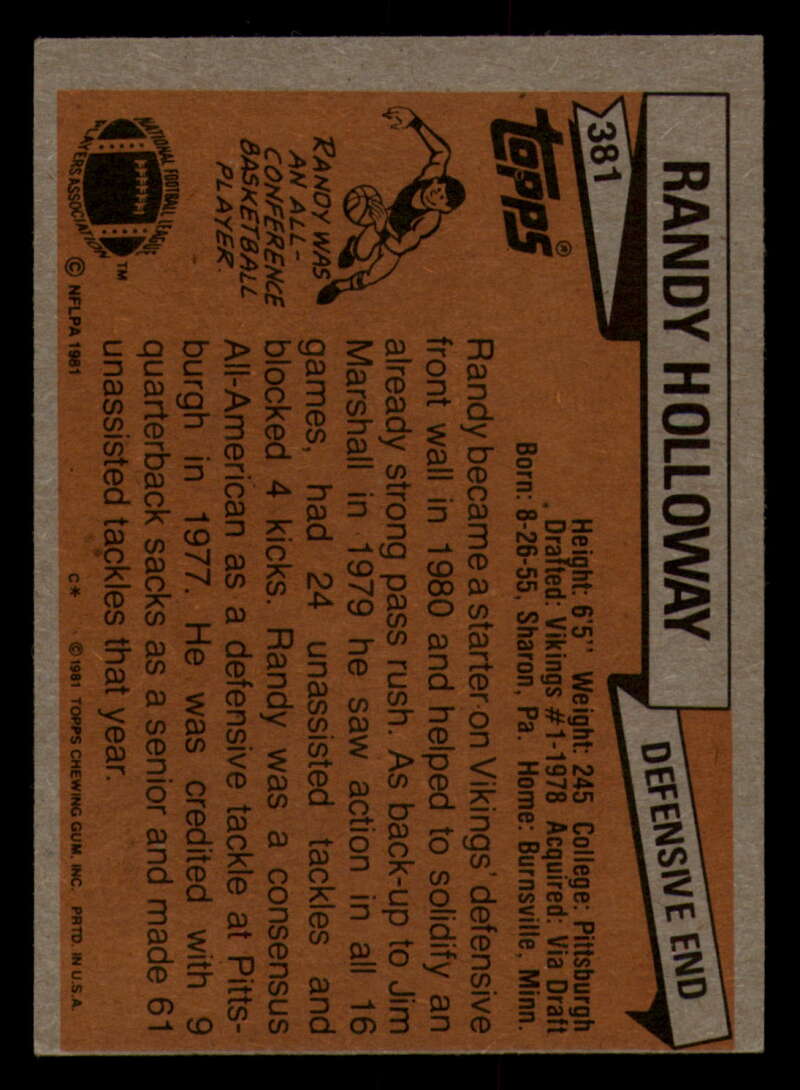 381
RANDY HOLLOWAY
DEFENSIVE END
topps®
Height: 6'5" Weight: 245 College: Pittsburgh
Drafted: Vikings #1-1978 Acquired: Via Draft
Born: 8-26-55, Sharon, Pa. Home: Burnsville, Minn.
RANDY WAS
AN ALL-
CONFERENCE
BASKETBALL
PLAYER.
Randy became a starter on Vikings' defensive
front wall in 1980 and helped to solidify an
already strong pass rush. As back-up to Jim
Marshall in 1979 he saw action in all 16
games, had 24 unassisted tackles and
blocked 4 kicks. Randy was a consensus
All-American as a defensive tackle at Pitts-
burgh in 1977. He was credited with 9
quarterback sacks as a senior and made 61
unassisted tackles that year.
NATIONAL FOOTBALL LEAGUE
PLAYERS ASSOCIATION
TM
© NFLPA 1981
C* © 1981 TOPPS CHEWING GUM, INC. PRTD. IN U.S.A.